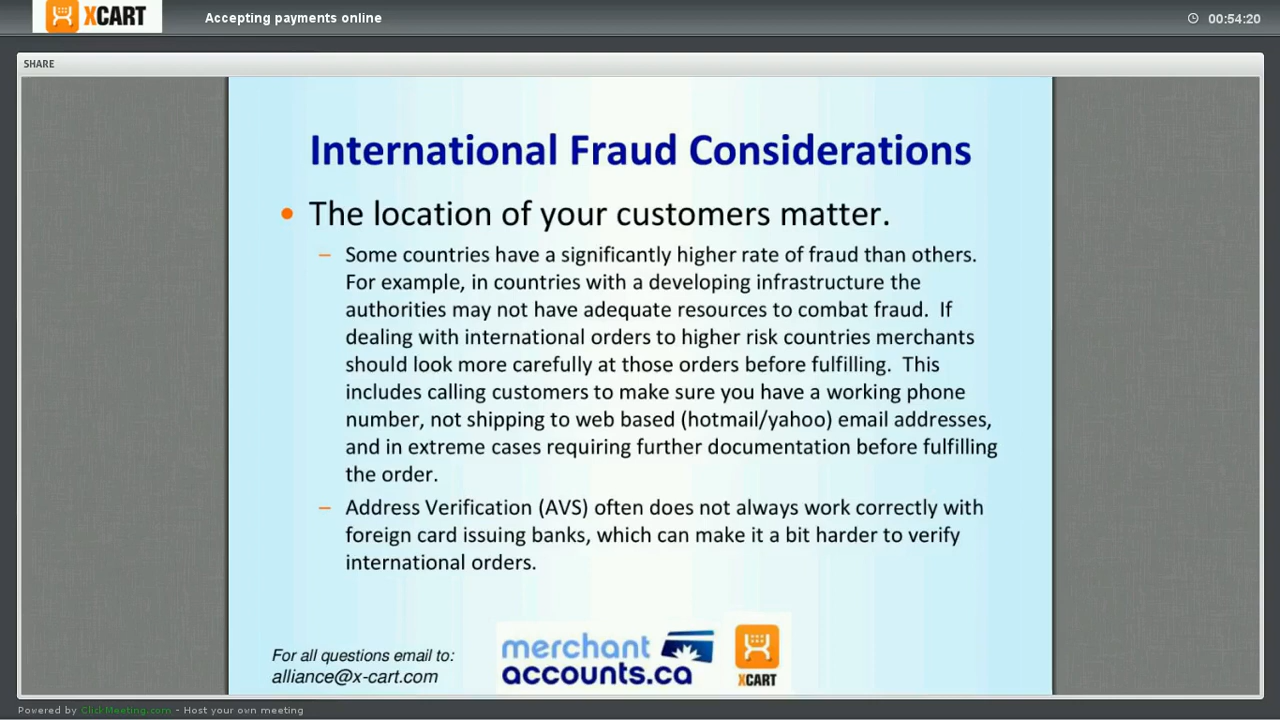 XCART
Accepting payments online
00:54:20
SHARE
International Fraud Considerations
• The location of your customers matter.
– Some countries have a significantly higher rate of fraud than others.
For example, in countries with a developing infrastructure the
authorities may not have adequate resources to combat fraud. If
dealing with international orders to higher risk countries merchants
should look more carefully at those orders before fulfilling. This
includes calling customers to make sure you have a working phone
number, not shipping to web based (hotmail/yahoo) email addresses,
and in extreme cases requiring further documentation before fulfilling
the order.
– Address Verification (AVS) often does not always work correctly with
foreign card issuing banks, which can make it a bit harder to verify
international orders.
For all questions email to:
alliance@x-cart.com
merchant
accounts.ca
XCART
Powered by ClickMeeting.com - Host your own meeting